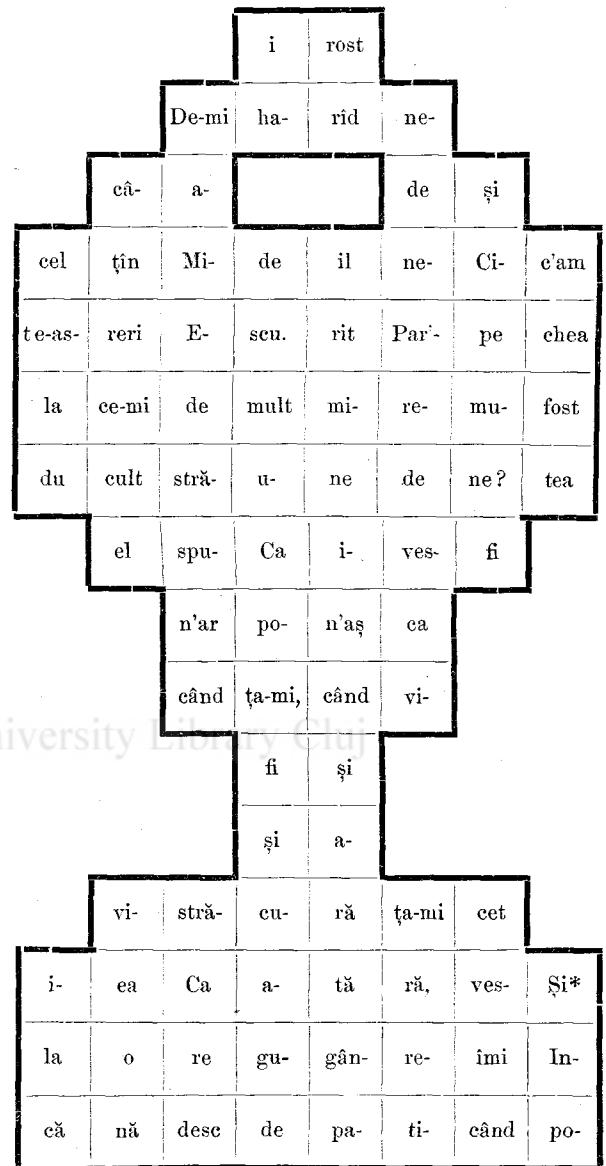 i rost
De-mi ha- rîd ne-
câ- a- de și
cel țîn Mi- de il ne- Ci- c'am
te-as- reri E- scu. rit Par'- pe chea
la ce-mi de mult mi- re- mu- fost
du cult stră- u- ne de ne? tea
el spu- Ca i- ves- fi
n'ar po- n'aș ca
când ța-mi, când vi-
niversity Library Cluj
fi și
și a-
vi- stră- cu- ră ța-mi cet
i- ea Ca a- tă ră, ves- Și*
la o re gu- gân- re- îmi In-
că nă desc de pa- ti- când po-